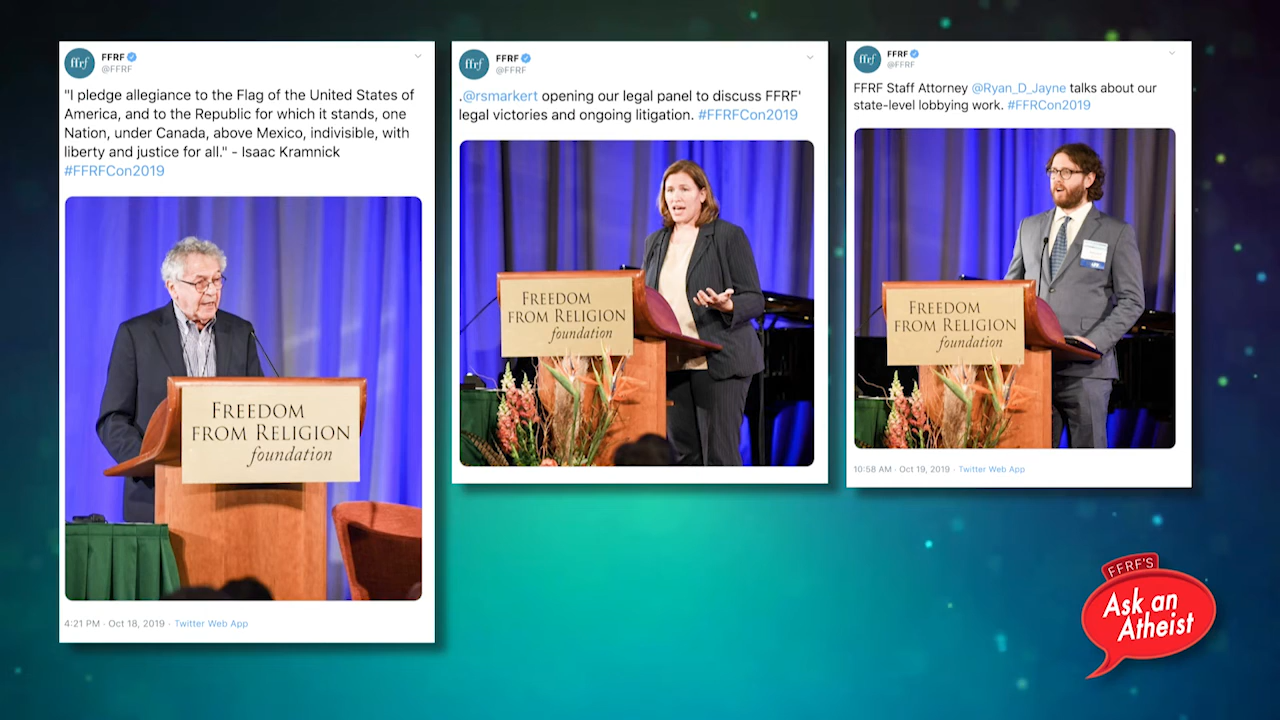 ffrf
FFRF
@FFRF
"I pledge allegiance to the Flag of the United States of
America, and to the Republic for which it stands, one
Nation, under Canada, above Mexico, indivisible, with
liberty and justice for all." - Isaac Kramnick
#FFRFCon2019
FREEDOM
FROM RELIGION
foundation
4:21 PM · Oct 18, 2019 · Twitter Web App
ffrf
FFRF
@FFRF
.@rsmarkert opening our legal panel to discuss FFRF'
legal victories and ongoing litigation. #FFRFCon2019
FREEDOM
FROM RELIGION
foundation
ffrf
FFRF
@FFRF
FFRF Staff Attorney @Ryan_D_Jayne talks about our
state-level lobbying work. #FFRCon2019
FREEDOM
FROM RELIGION
foundation
10:58 AM · Oct 19, 2019 · Twitter Web App
FFRF'S
Ask an
Atheist